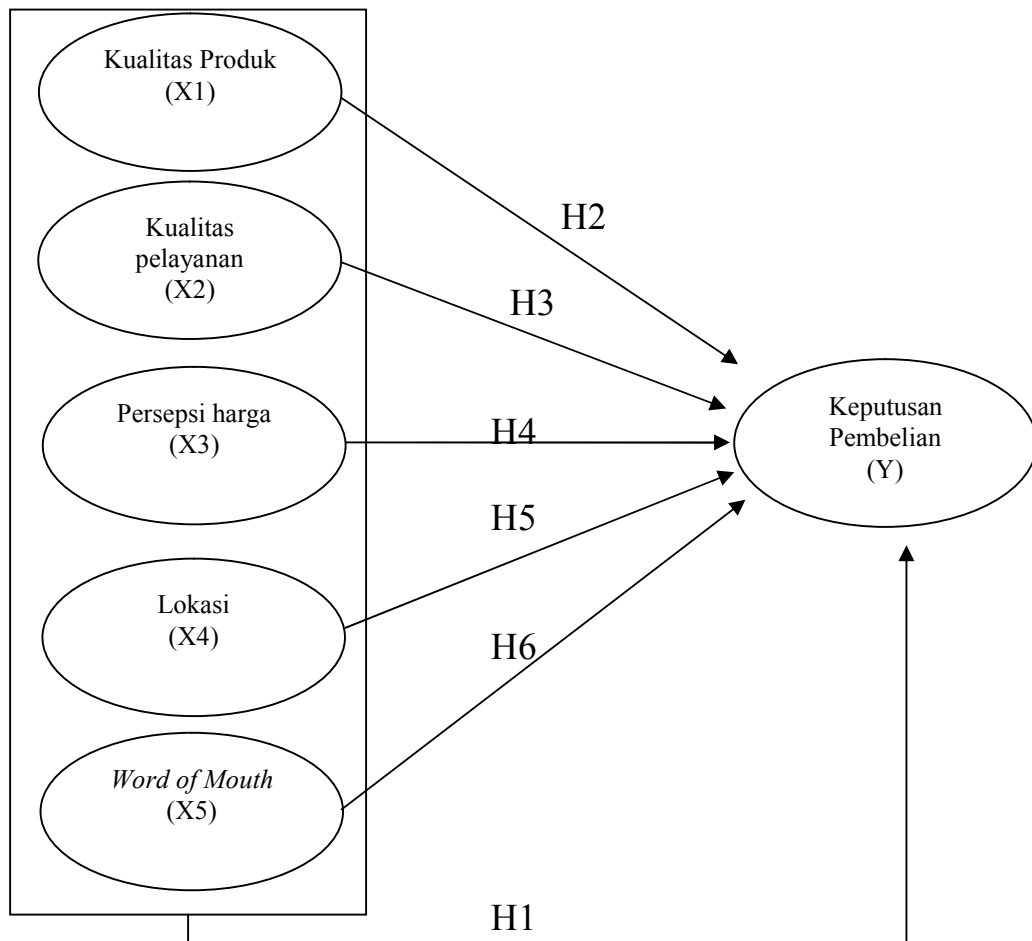 Kualitas Produk
(X1)
H2
Kualitas
pelayanan
(X2)
H3
Persepsi harga
(X3)
H4
Keputusan
Pembelian
(Y)
H5
Lokasi
(X4)
H6
Word of Mouth
(X5)
H1